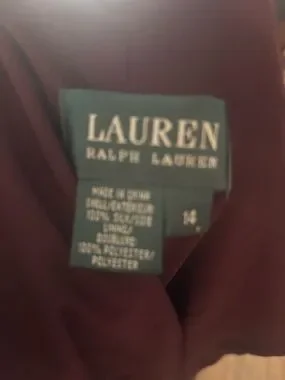 LAUREN
RALPH LAUREN
14
MADE IN CHINA
SHELL/EXTERIEUR
100% SILK/SOIE
LINING/
DOUBLURE
100% POLYESTER/
POLYESTER